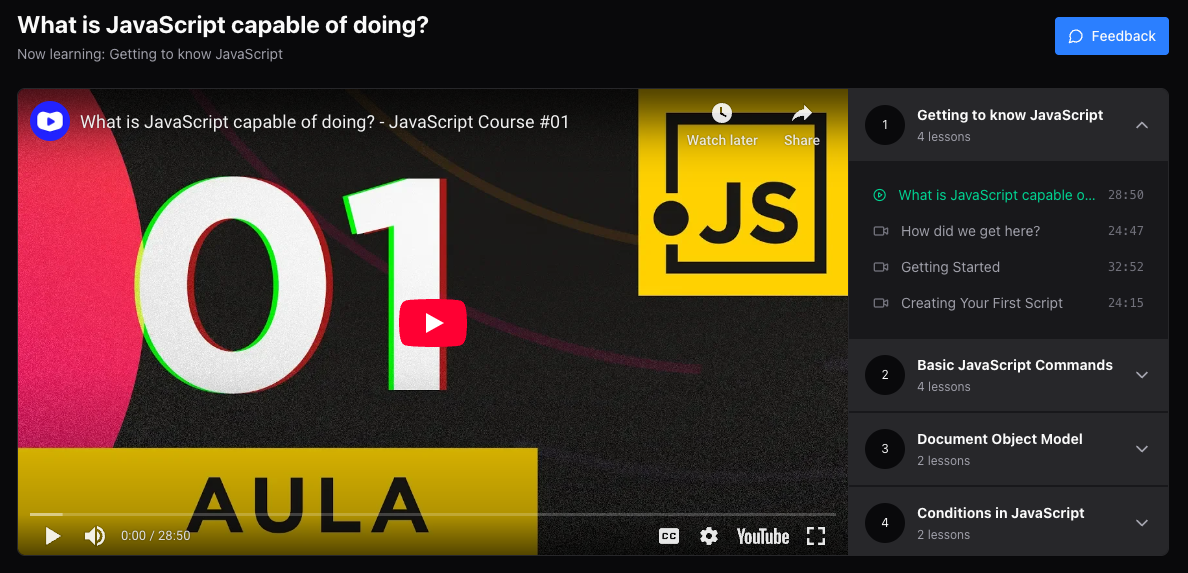 What is JavaScript capable of doing?
Now learning: Getting to know JavaScript
Feedback
What is JavaScript capable of doing? - JavaScript Course #01
Watch later
Share
01
JS
AULA
0:00 / 28:50
CC
YouTube
1
Getting to know JavaScript
4 lessons
What is JavaScript capable o... 28:50
How did we get here? 24:47
Getting Started 32:52
Creating Your First Script 24:15
2
Basic JavaScript Commands
4 lessons
3
Document Object Model
2 lessons
4
Conditions in JavaScript
2 lessons